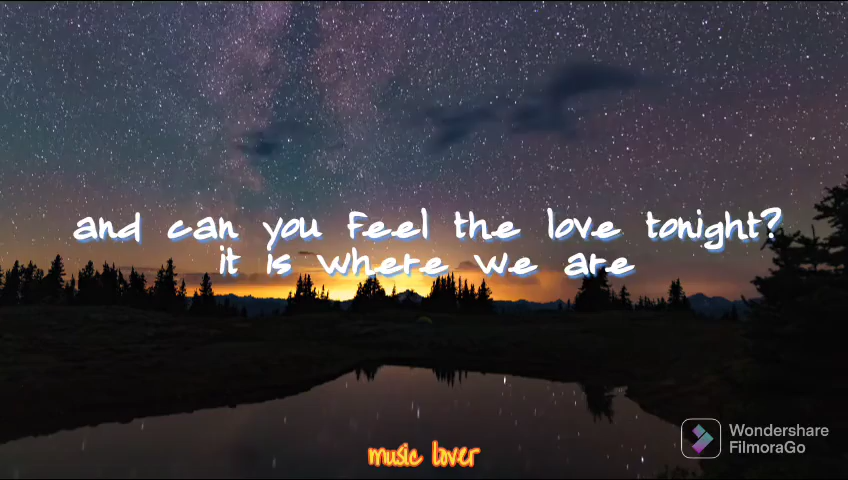 and can you feel the love tonight?
it is where we are
music lover
Wondershare
FilmoraGo